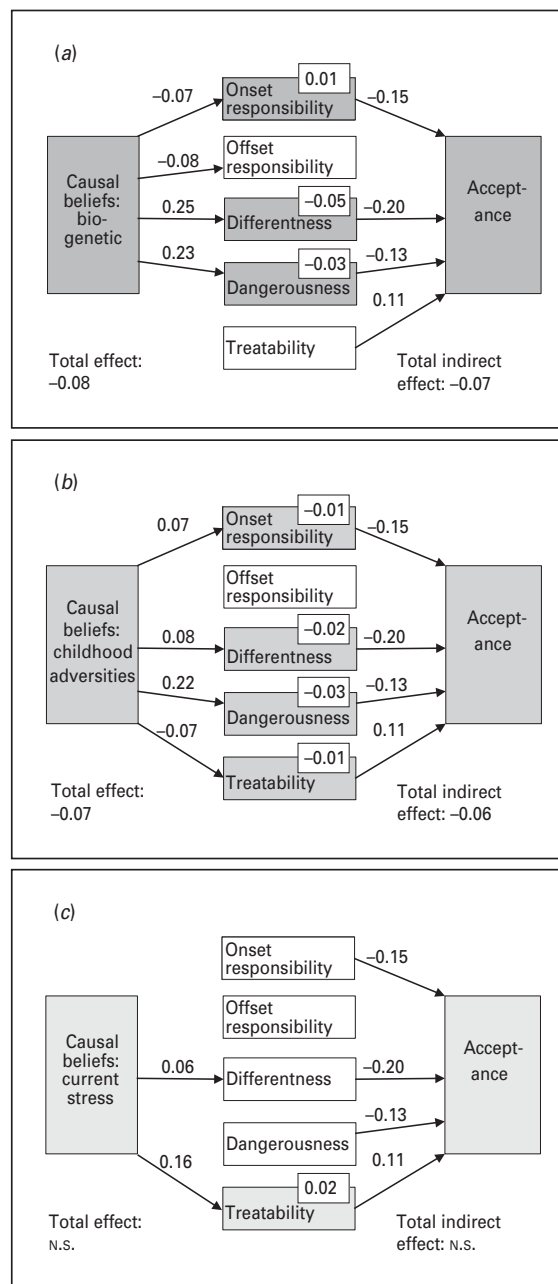 (a)
0.01
–0.07
Onset
responsibility
–0.15
–0.08
Offset
responsibility
Causal
beliefs:
bio-
genetic
Accept-
ance
0.25
–0.05
Differentness
–0.20
0.23
–0.03
Dangerousness
–0.13
0.11
Treatability
Total effect:
–0.08
Total indirect
effect: –0.07
(b)
–0.01
0.07
Onset
responsibility
–0.15
Offset
responsibility
Causal
beliefs:
childhood
adversities
Accept-
ance
0.08
–0.02
Differentness
–0.20
0.22
–0.03
Dangerousness
–0.13
–0.07
–0.01
Treatability
0.11
Total effect:
–0.07
Total indirect
effect: –0.06
(c)
Onset
responsibility
–0.15
Offset
responsibility
Causal
beliefs:
current
stress
Accept-
ance
0.06
Differentness
–0.20
Dangerousness
–0.13
0.16
0.02
Treatability
0.11
Total effect:
N.S.
Total indirect
effect: N.S.